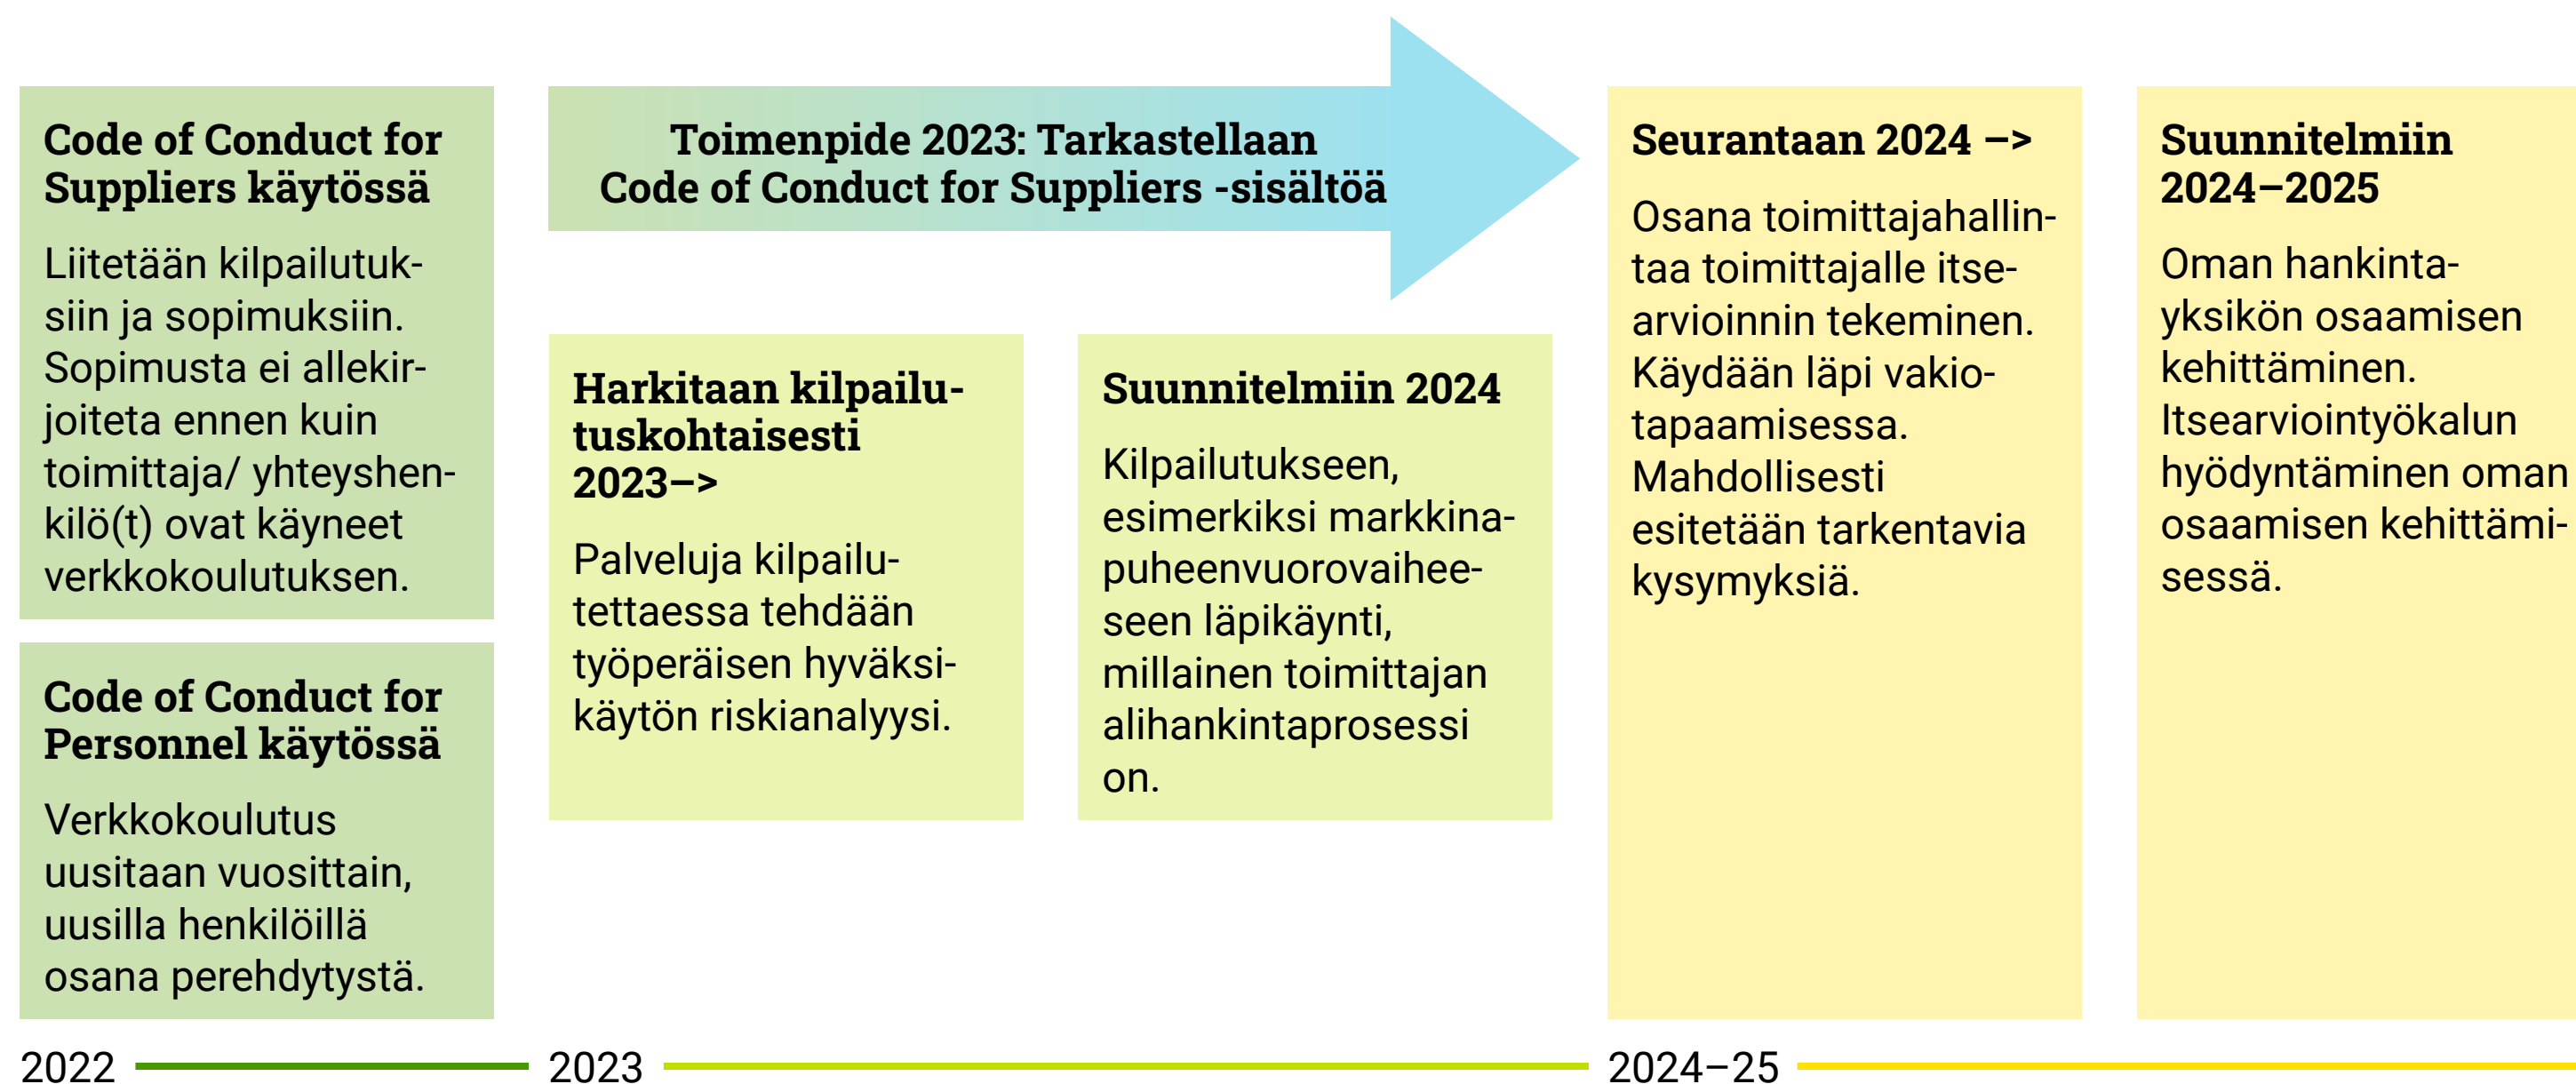 Code of Conduct for
Suppliers käytössä
Liitetään kilpailutuk-
siin ja sopimuksiin.
Sopimusta ei allekir-
joiteta ennen kuin
toimittaja/ yhteyshen-
kilö(t) ovat käyneet
verkkokoulutuksen.
Code of Conduct for
Personnel käytössä
Verkkokoulutus
uusitaan vuosittain,
uusilla henkilöillä
osana perehdytystä.
Toimenpide 2023: Tarkastellaan
Code of Conduct for Suppliers -sisältöä
Harkitaan kilpailu-
tuskohtaisesti
2023–>
Palveluja kilpailu-
tettaessa tehdään
työperäisen hyväksi-
käytön riskianalyysi.
Suunnitelmiin 2024
Kilpailutukseen,
esimerkiksi markkina-
puheenvuorovaihee-
seen läpikäynti,
millainen toimittajan
alihankintaprosessi
on.
Seurantaan 2024 –>
Osana toimittajahallin-
taa toimittajalle itse-
arvioinnin tekeminen.
Käydään läpi vakio-
tapaamisessa.
Mahdollisesti
esitetään tarkentavia
kysymyksiä.
Suunnitelmiin
2024–2025
Oman hankinta-
yksikön osaamisen
kehittäminen.
Itsearviointyökalun
hyödyntäminen oman
osaamisen kehittämi-
sessä.
2022
2023
2024–25